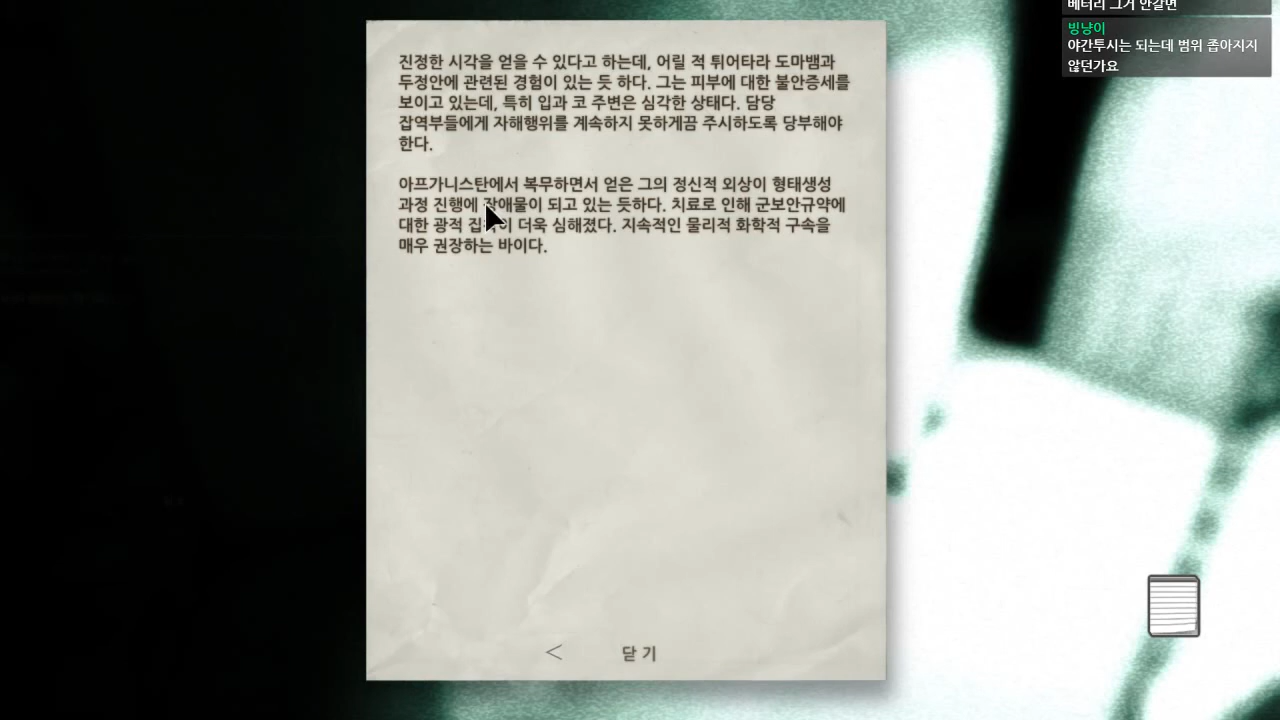 진정한 시각을 얻을 수 있다고 하는데, 어릴 적 튀어타라 도마뱀과
두정안에 관련된 경험이 있는 듯 하다. 그는 피부에 대한 불안증세를
보이고 있는데, 특히 입과 코 주변은 심각한 상태다. 담당
잡역부들에게 자해행위를 계속하지 못하게끔 주시하도록 당부해야
한다.
아프가니스탄에서 복무하면서 얻은 그의 정신적 외상이 형태생성
과정 진행에 장애물이 되고 있는 듯하다. 치료로 인해 군보안규약에
대한 광적 더욱 심해졌다. 지속적인 물리적 화학적 구속을
매우 권장하는 바이다.
< 닫 기
베터리 그거 안갈면
빙냥이
야간투시는 되는데 범위 좁아지지
않던가요